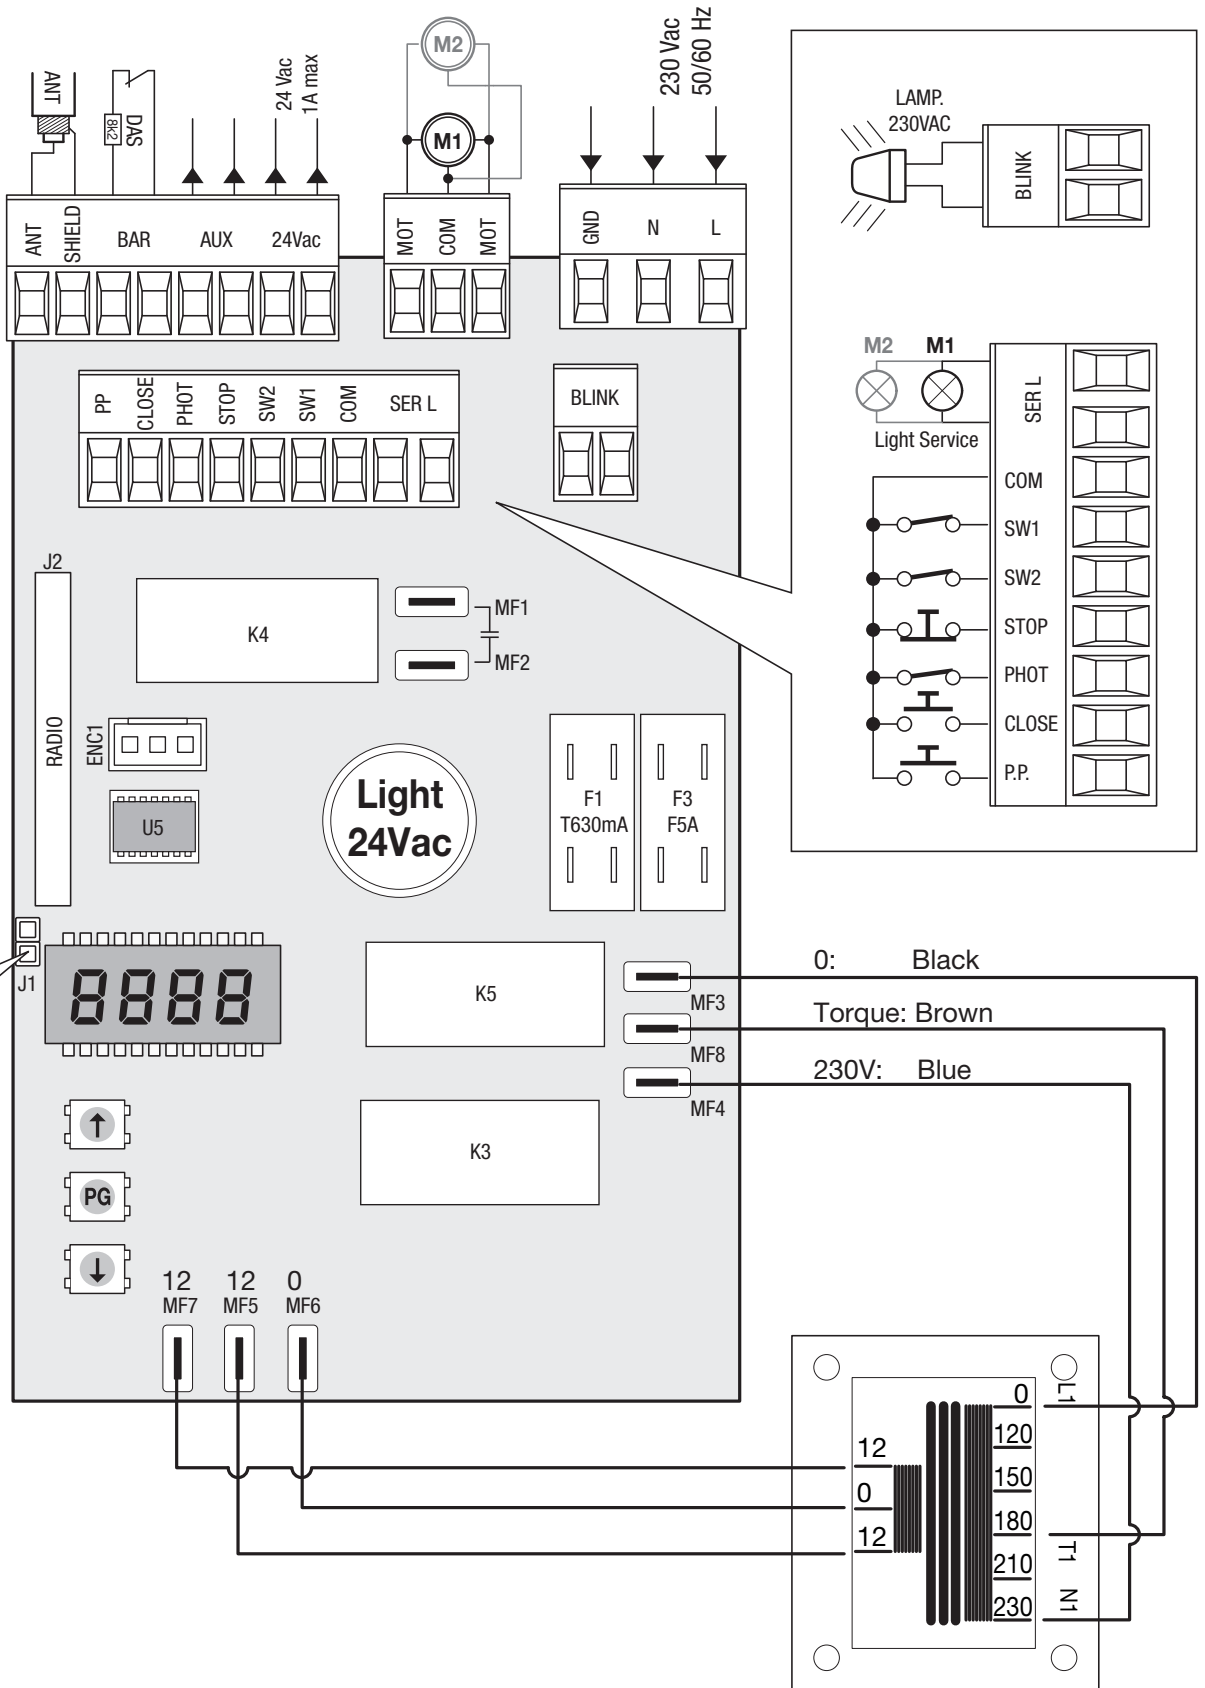 M2
230 Vac
50/60 Hz
ANT
8k2
DAS
24 Vac
1A max
M1
LAMP.
230VAC
BLINK
ANT
SHIELD
BAR
AUX
24Vac
MOT
COM
MOT
GND
N
L
M2
M1
SER L
Light Service
COM
SW1
SW2
STOP
PHOT
CLOSE
P.P.
PP
CLOSE
PHOT
STOP
SW2
SW1
COM
SER L
BLINK
J2
RADIO
K4
MF1
MF2
ENC1
U5
Light
24Vac
F1
T630mA
F3
F5A
J1
8888
K5
MF3
MF8
MF4
0: Black
Torque: Brown
230V: Blue
K3
↑
PG
↓
12
MF7
12
MF5
0
MF6
12
0
12
0
120
150
180
210
230
L1
T1
N1